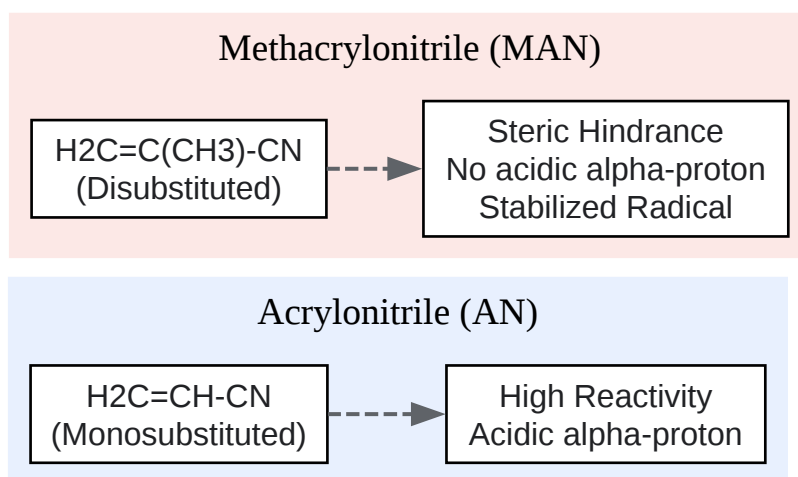 Methacrylonitrile (MAN)
H2C=C(CH3)-CN
(Disubstituted)
Steric Hindrance
No acidic alpha-proton
Stabilized Radical
Acrylonitrile (AN)
H2C=CH-CN
(Monosubstituted)
High Reactivity
Acidic alpha-proton